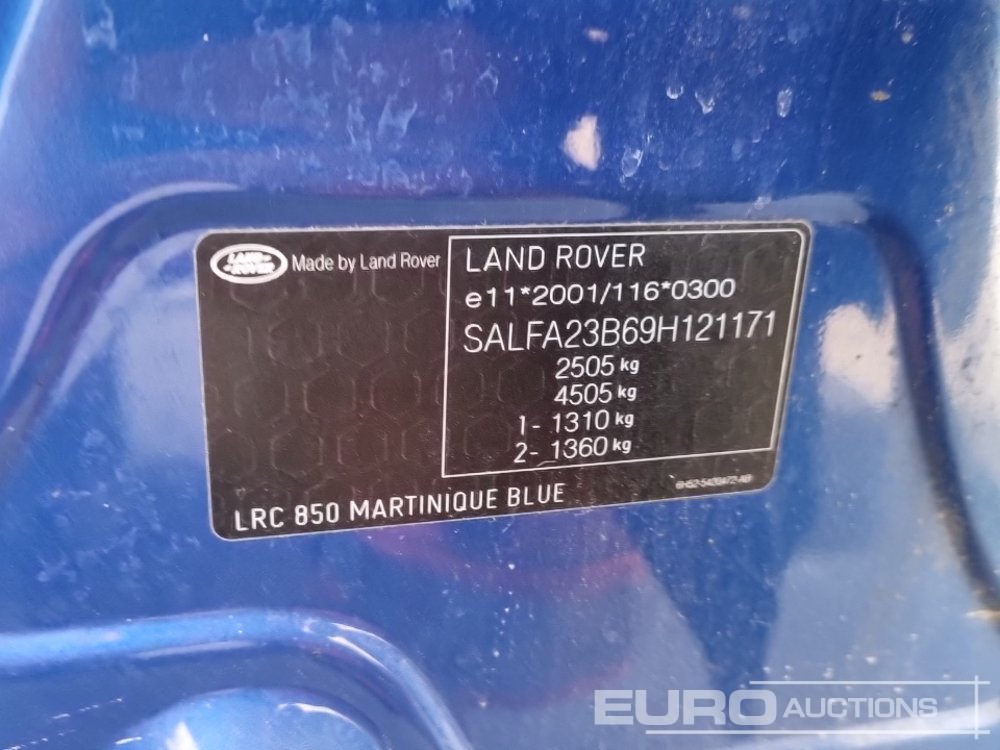 LAND-
-ROVER
Made by Land Rover
LAND ROVER
e11*2001/116*0300
SALFA23B69H121171
2505 kg
4505 kg
1- 1310 kg
2- 1360 kg
LRC 850 MARTINIQUE BLUE
EURO AUCTIONS